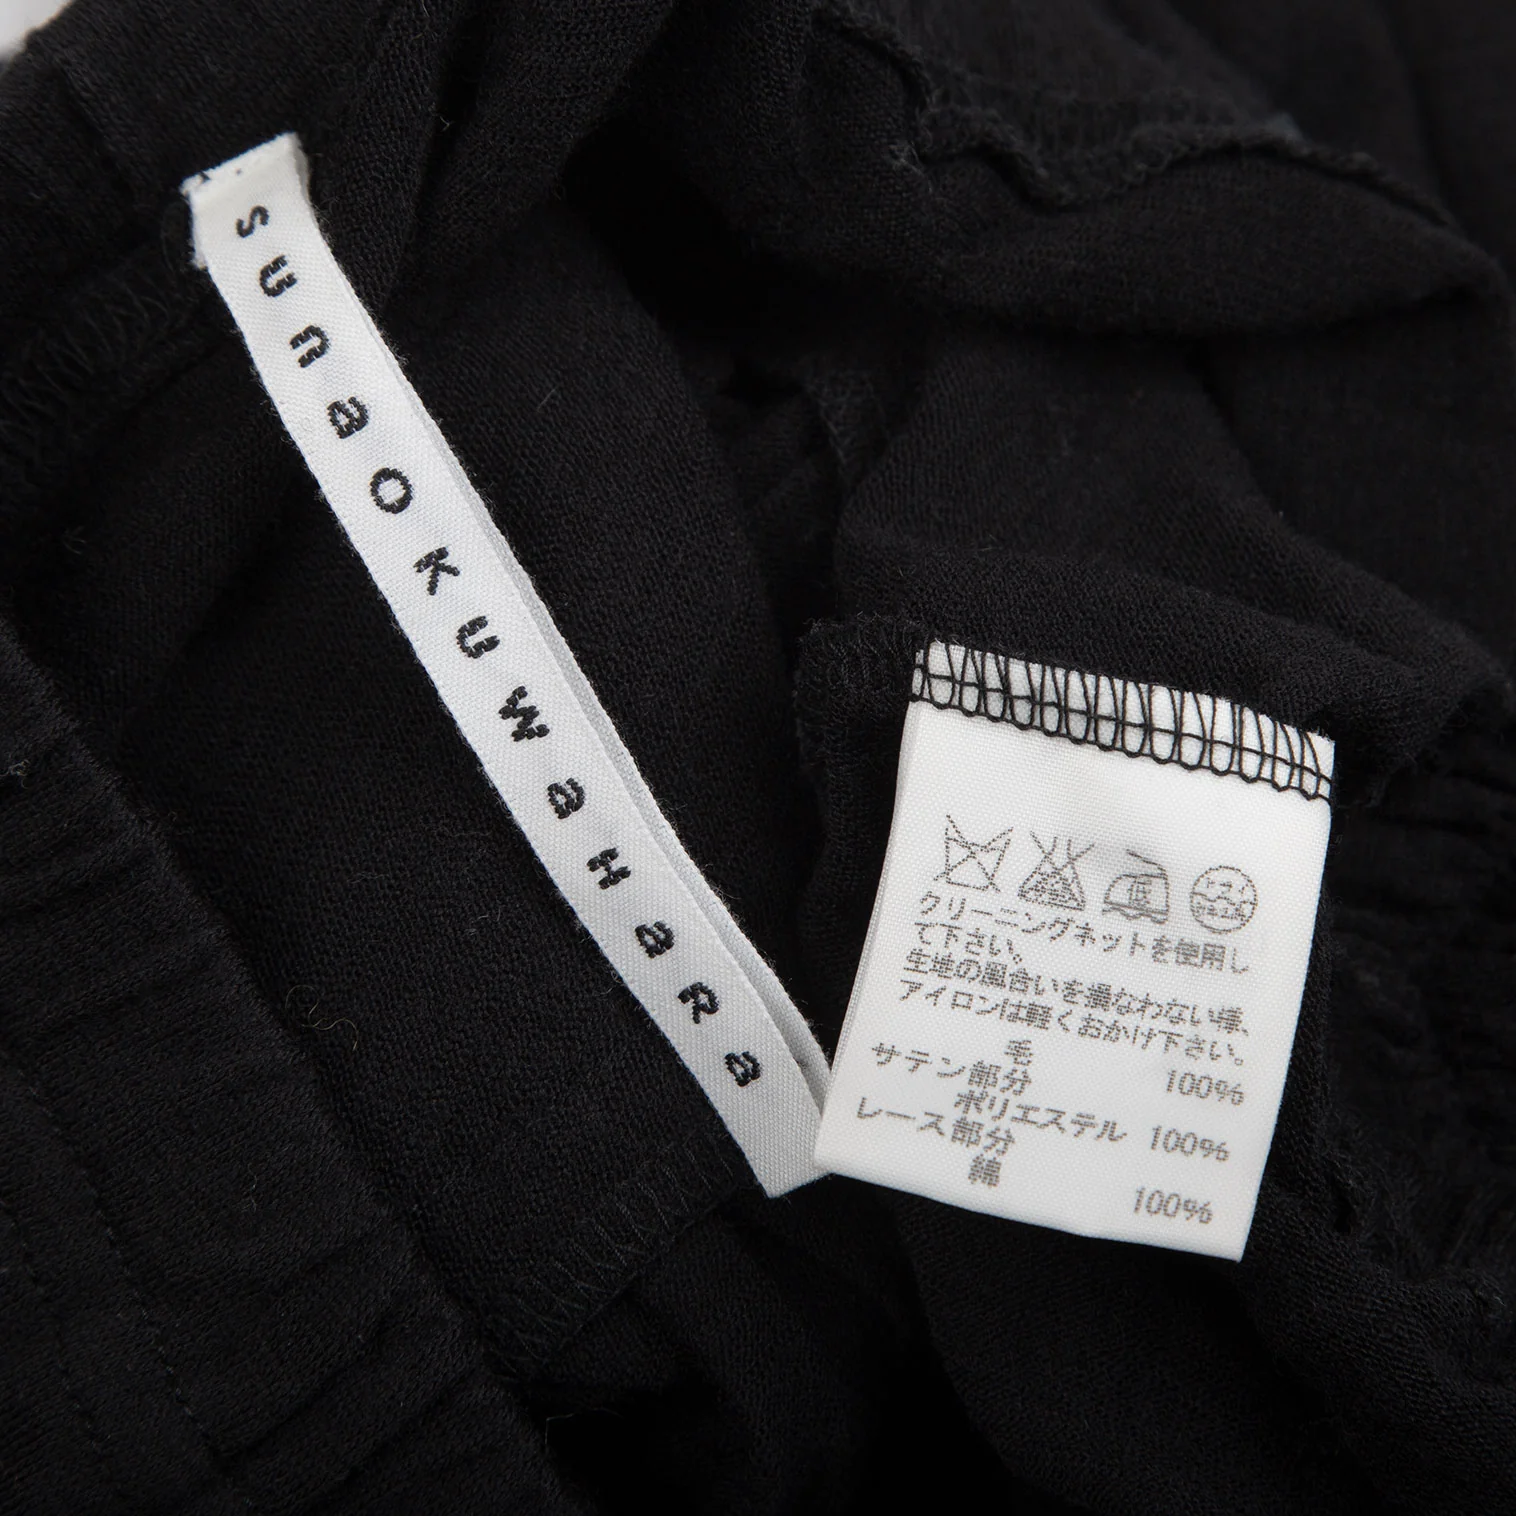 sunaoKuwaHaRa
クリーニングネットを使用し
て下さい。
生地の風合いを損なわない様、
アイロンは軽くおかけ下さい。
毛 100%
サテン部分
ポリエステル 100%
レース部分
綿 100%